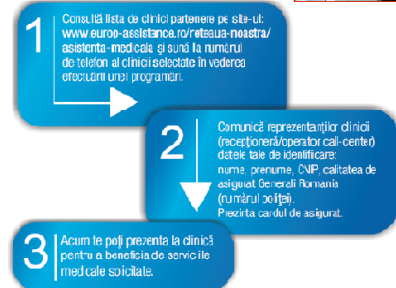 1
Consultă lista de clinici partenere pe site-ul:
www.euroo-assistance.ro/reteaua-noastra/
asistenta-medicala și sună la numărul
de telefon al clinicii selectate în vederea
efectuării unei programări.
2
Comunică reprezentanților clinicii
(recepționeră/operator call-center)
datele tale de identificare:
nume, prenume, CNP, calitatea de
asigurat Generali Romania
(numărul poliței).
Prezinta cardul de asigurat.
3
Acum te poți prezenta la clinică
pentru a beneficia de serviciile
medicale solicitate.